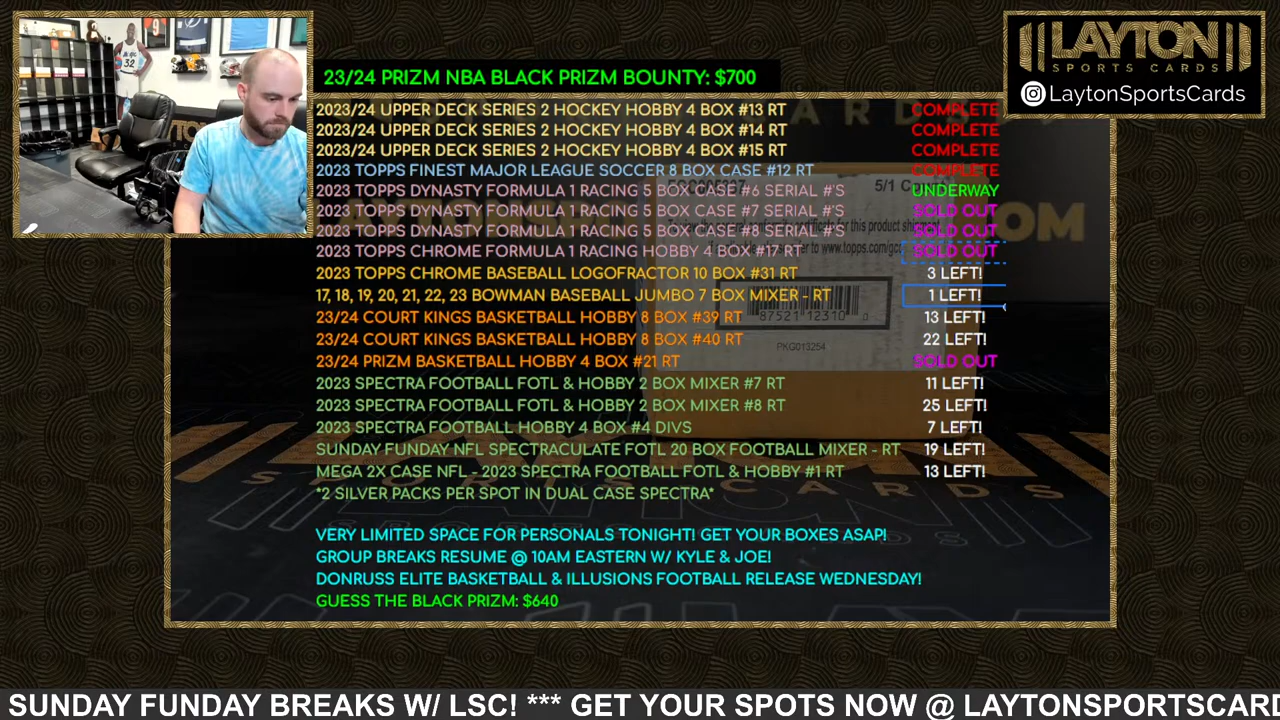 LAYTON
SPORTS CARDS
LaytonSportsCards
23/24 PRIZM NBA BLACK PRIZM BOUNTY: $700
2023/24 UPPER DECK SERIES 2 HOCKEY HOBBY 4 BOX #13 RT COMPLETE
2023/24 UPPER DECK SERIES 2 HOCKEY HOBBY 4 BOX #14 RT COMPLETE
2023/24 UPPER DECK SERIES 2 HOCKEY HOBBY 4 BOX #15 RT COMPLETE
2023 TOPPS FINEST MAJOR LEAGUE SOCCER 8 BOX CASE #12 RT COMPLETE
2023 TOPPS DYNASTY FORMULA 1 RACING 5 BOX CASE #6 SERIAL #'S UNDERWAY
2023 TOPPS DYNASTY FORMULA 1 RACING 5 BOX CASE #7 SERIAL #'S SOLD OUT
2023 TOPPS DYNASTY FORMULA 1 RACING 5 BOX CASE #8 SERIAL #'S SOLD OUT
2023 TOPPS CHROME FORMULA 1 RACING HOBBY 4 BOX #17 RT SOLD OUT
2023 TOPPS CHROME BASEBALL LOGOFRACTOR 10 BOX #31 RT 3 LEFT!
17, 18, 19, 20, 21, 22, 23 BOWMAN BASEBALL JUMBO 7 BOX MIXER - RT 1 LEFT!
23/24 COURT KINGS BASKETBALL HOBBY 8 BOX #39 RT 13 LEFT!
23/24 COURT KINGS BASKETBALL HOBBY 8 BOX #40 RT 22 LEFT!
23/24 PRIZM BASKETBALL HOBBY 4 BOX #21 RT SOLD OUT
2023 SPECTRA FOOTBALL FOTL & HOBBY 2 BOX MIXER #7 RT 11 LEFT!
2023 SPECTRA FOOTBALL FOTL & HOBBY 2 BOX MIXER #8 RT 25 LEFT!
2023 SPECTRA FOOTBALL HOBBY 4 BOX #4 DIVS 7 LEFT!
SUNDAY FUNDAY NFL SPECTRACULATE FOTL 20 BOX FOOTBALL MIXER - RT 19 LEFT!
MEGA 2X CASE NFL - 2023 SPECTRA FOOTBALL FOTL & HOBBY #1 RT 13 LEFT!
*2 SILVER PACKS PER SPOT IN DUAL CASE SPECTRA*
VERY LIMITED SPACE FOR PERSONALS TONIGHT! GET YOUR BOXES ASAP!
GROUP BREAKS RESUME @ 10AM EASTERN W/ KYLE & JOE!
DONRUSS ELITE BASKETBALL & ILLUSIONS FOOTBALL RELEASE WEDNESDAY!
GUESS THE BLACK PRIZM: $640
PKG013254
SUNDAY FUNDAY BREAKS W/ LSC! *** GET YOUR SPOTS NOW @ LAYTONSPORTSCARD